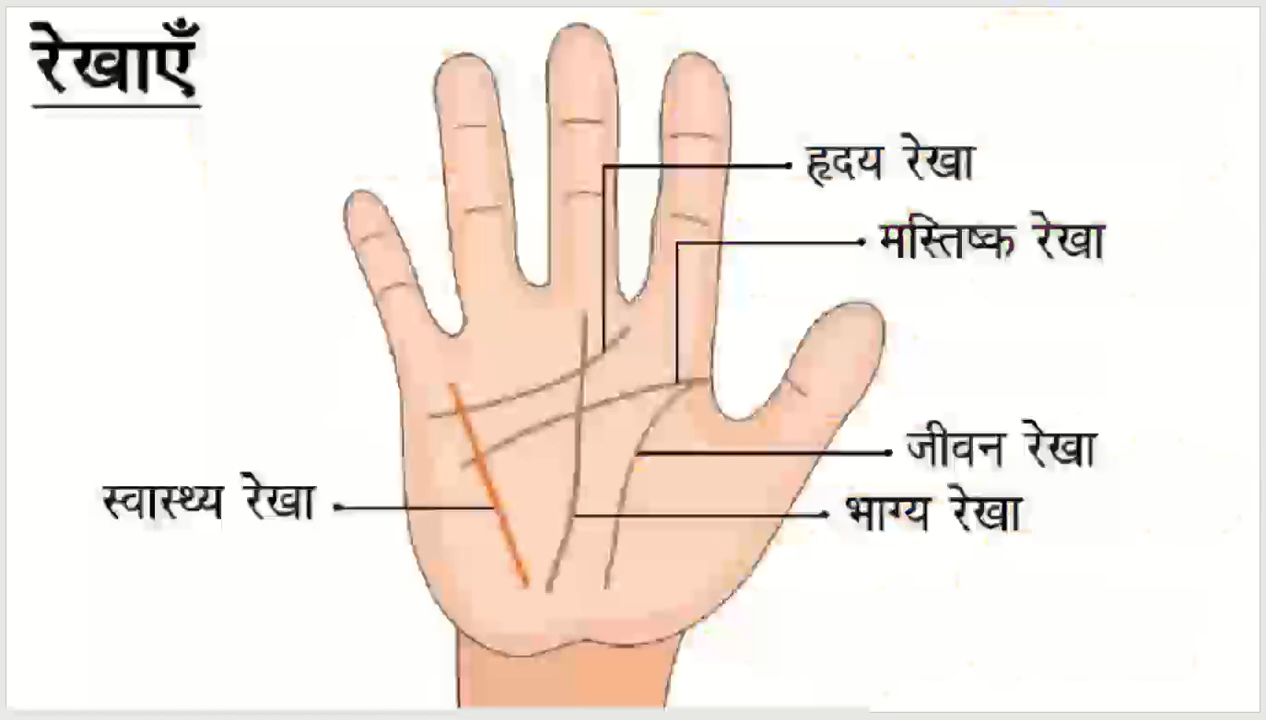 रेखाएँ
हृदय रेखा
मस्तिष्क रेखा
जीवन रेखा
स्वास्थ्य रेखा
भाग्य रेखा